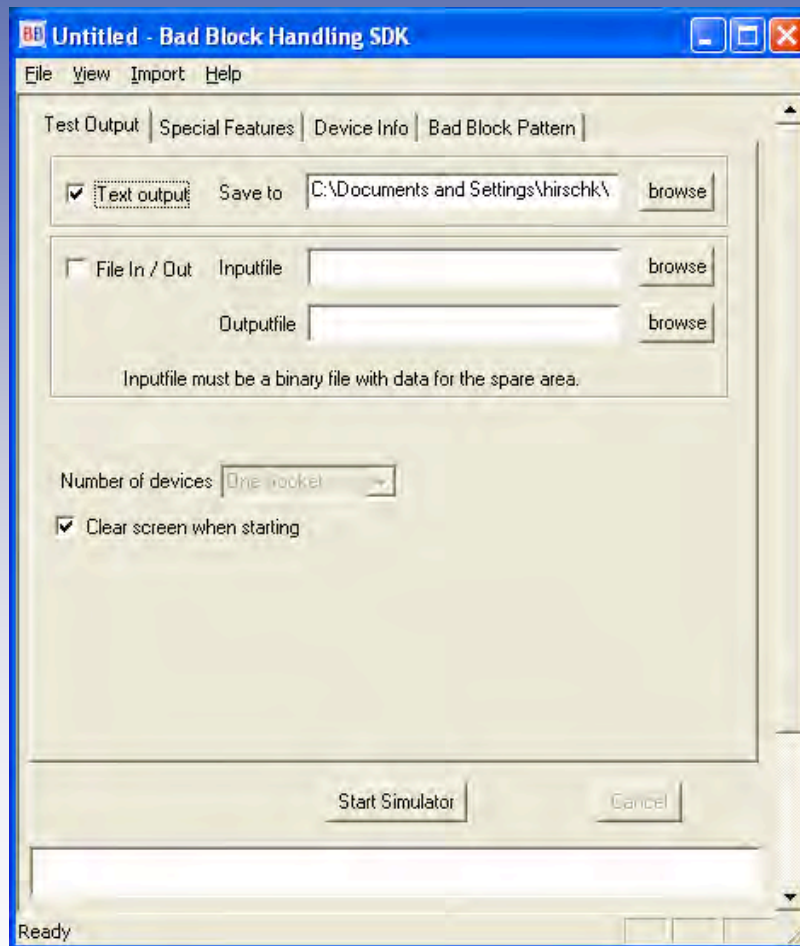 BB Untitled - Bad Block Handling SDK
File View Import Help
Test Output Special Features Device Info Bad Block Pattern
Text output Save to C:\Documents and Settings\hirschk\ browse
File In / Out Inputfile browse
Outputfile browse
Inputfile must be a binary file with data for the spare area.
Number of devices One Socket
Clear screen when starting
Start Simulator Cancel
Ready